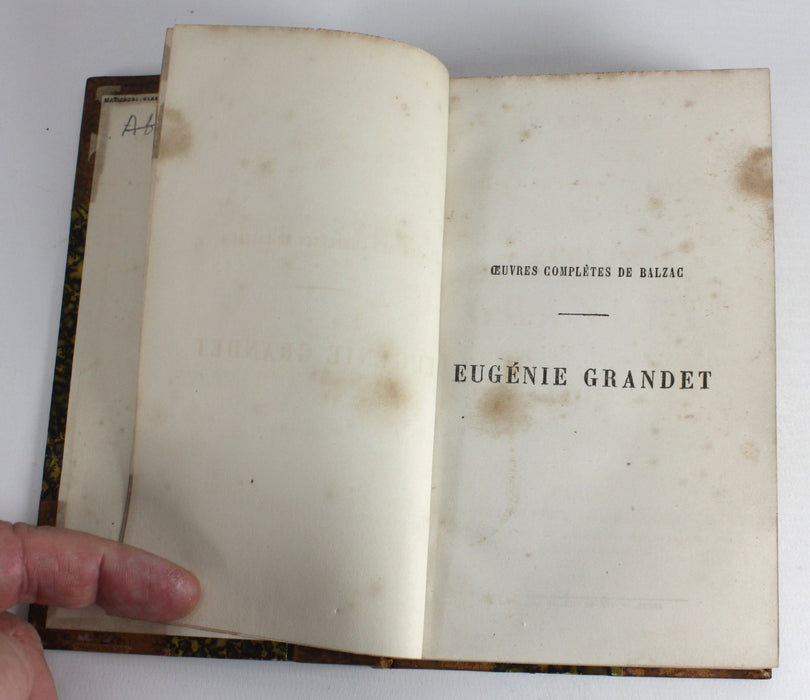 ŒUVRES COMPLÈTES DE BALZAC
EUGÉNIE GRANDET